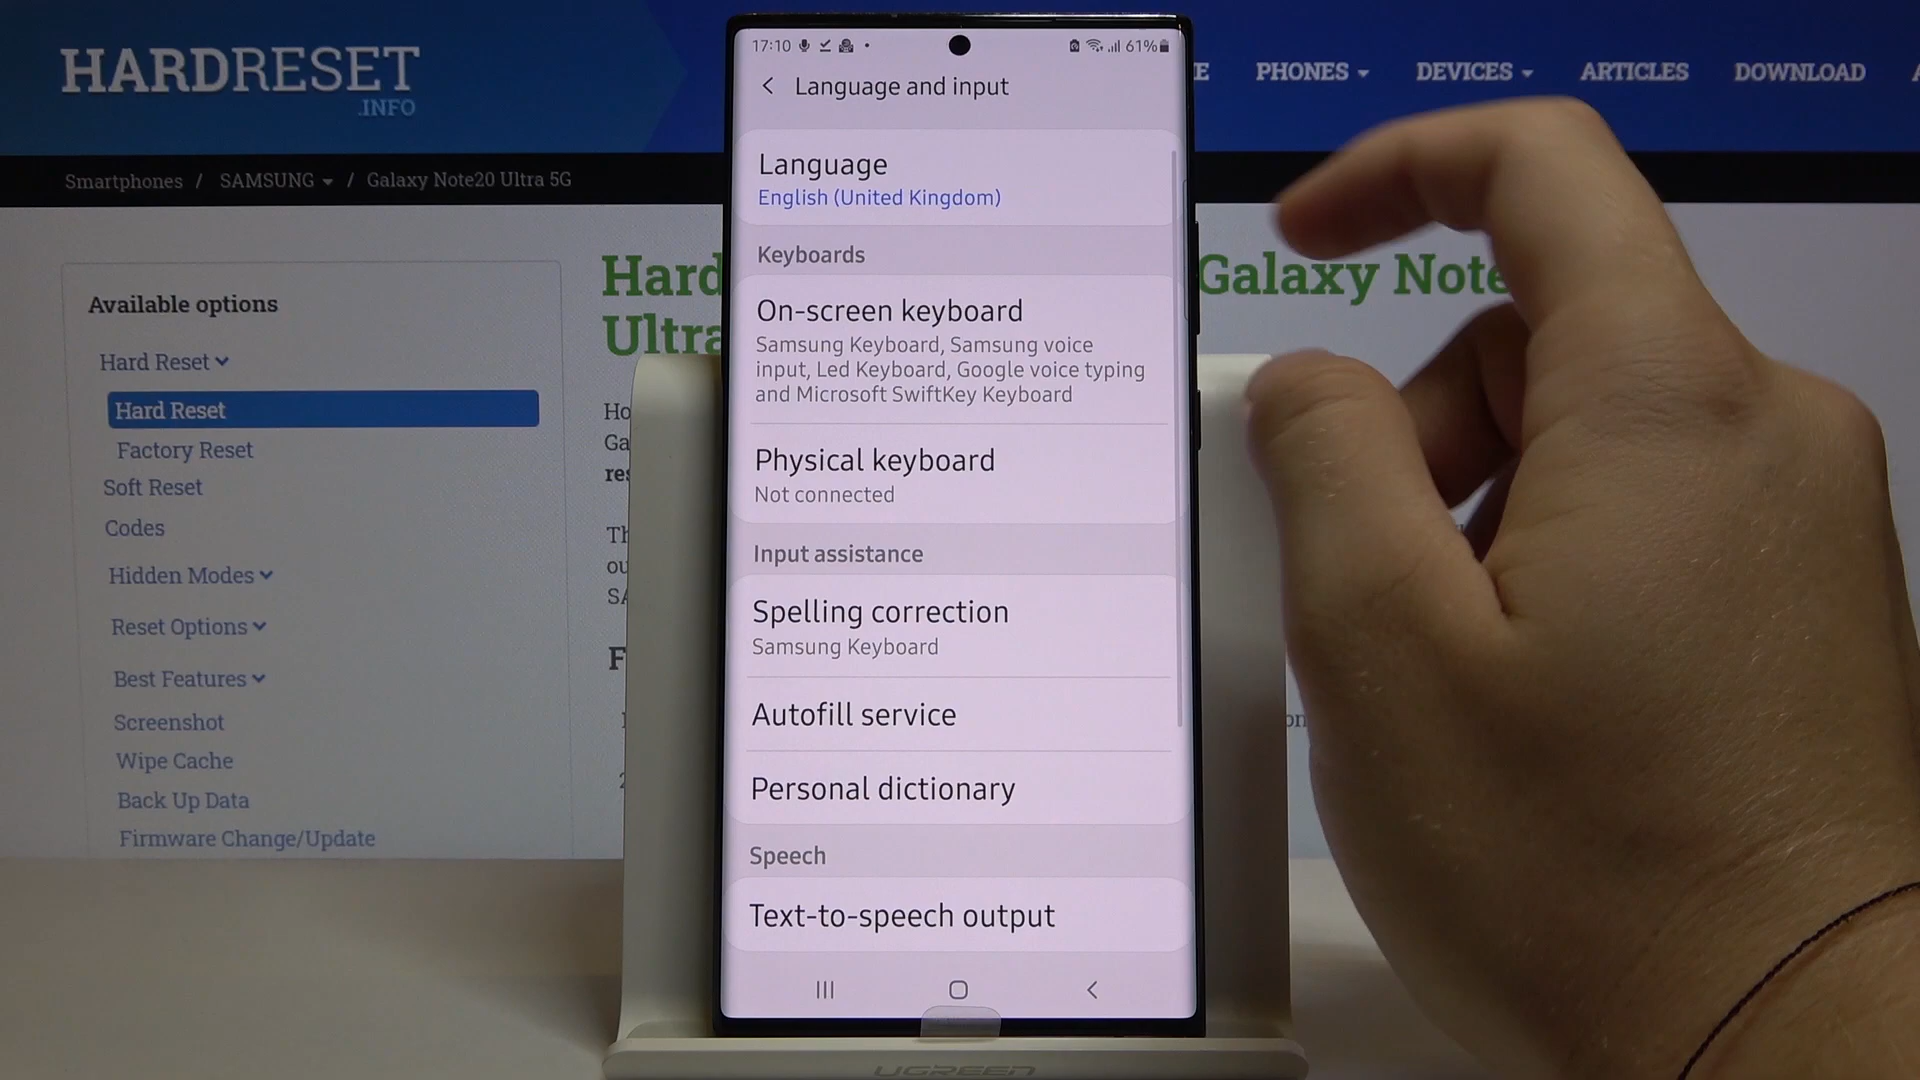 HARDRESET
.INFO
PHONES
DEVICES
ARTICLES
DOWNLOAD
Smartphones / SAMSUNG / Galaxy Note20 Ultra 5G
Available options
Hard Reset
Hard Reset
Factory Reset
Soft Reset
Codes
Hidden Modes
Reset Options
Best Features
Screenshot
Wipe Cache
Back Up Data
Firmware Change/Update
Hard
Galaxy Note
Ultra
17:10
61%
Language and input
Language
English (United Kingdom)
Keyboards
On-screen keyboard
Samsung Keyboard, Samsung voice
input, Led Keyboard, Google voice typing
and Microsoft SwiftKey Keyboard
Physical keyboard
Not connected
Input assistance
Spelling correction
Samsung Keyboard
Autofill service
Personal dictionary
Speech
Text-to-speech output
UGREEN